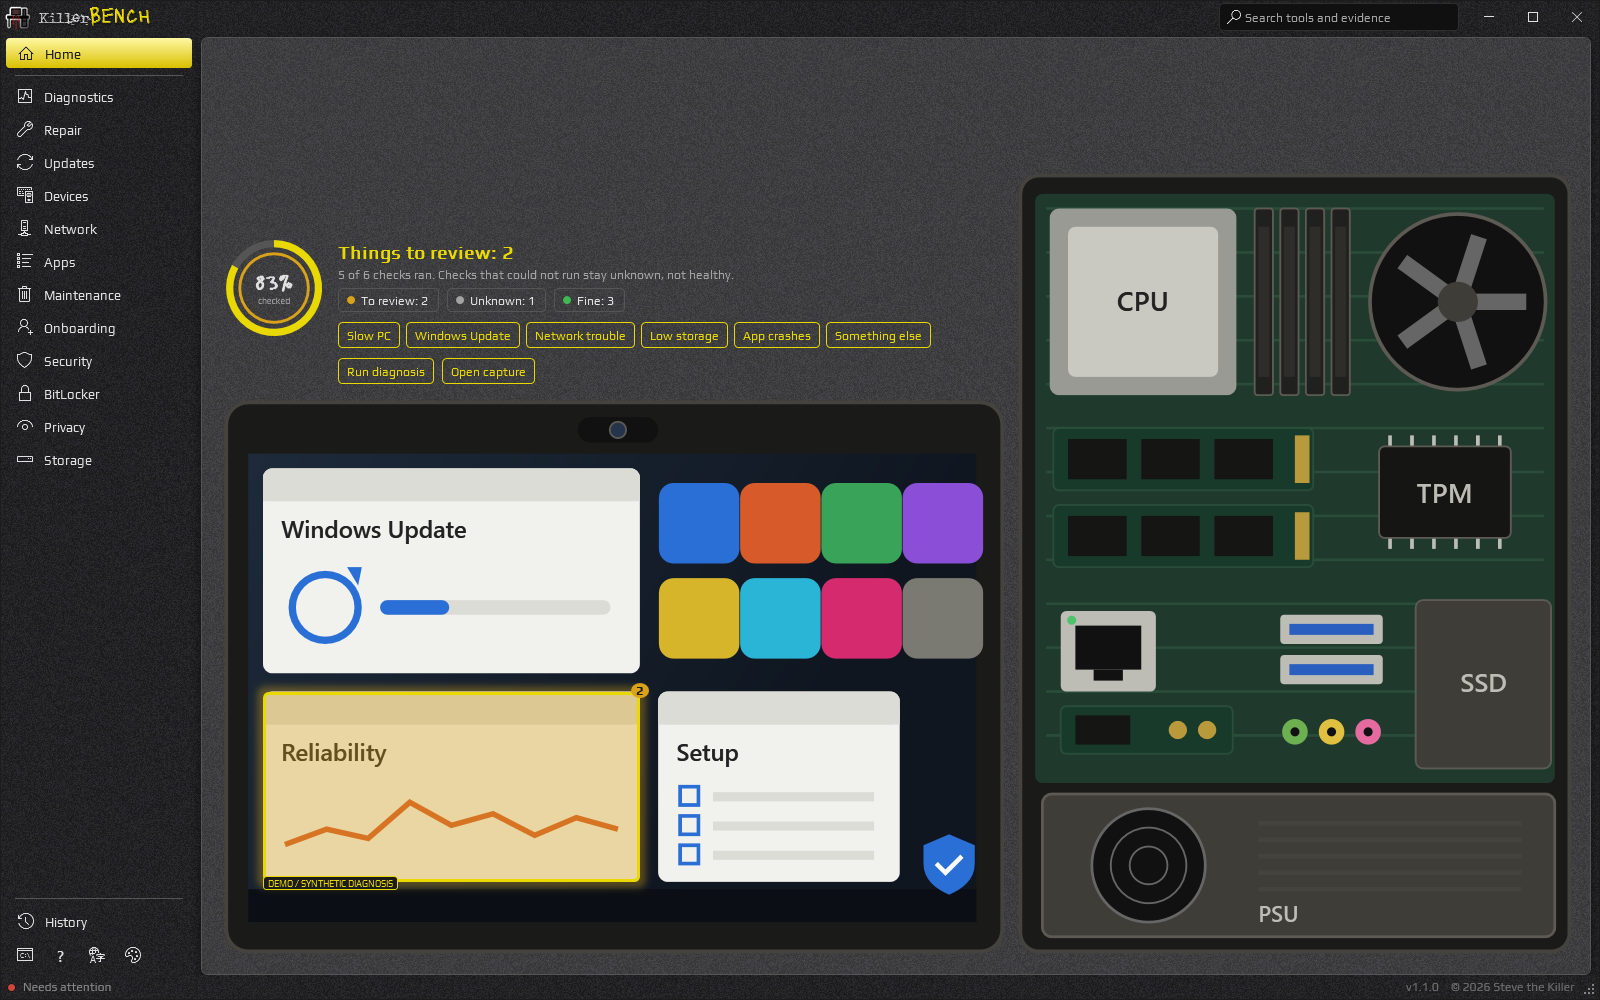 KillerBENCH
Search tools and evidence
Home
Diagnostics
Repair
Updates
Devices
Network
Apps
Maintenance
Onboarding
Security
BitLocker
Privacy
Storage
History
?
Needs attention
83%
checked
Things to review: 2
5 of 6 checks ran. Checks that could not run stay unknown, not healthy.
To review: 2
Unknown: 1
Fine: 3
Slow PC
Windows Update
Network trouble
Low storage
App crashes
Something else
Run diagnosis
Open capture
Windows Update
2
Reliability
DEMO / SYNTHETIC DIAGNOSIS
Setup
CPU
TPM
SSD
PSU
v1.1.0
© 2026 Steve the Killer